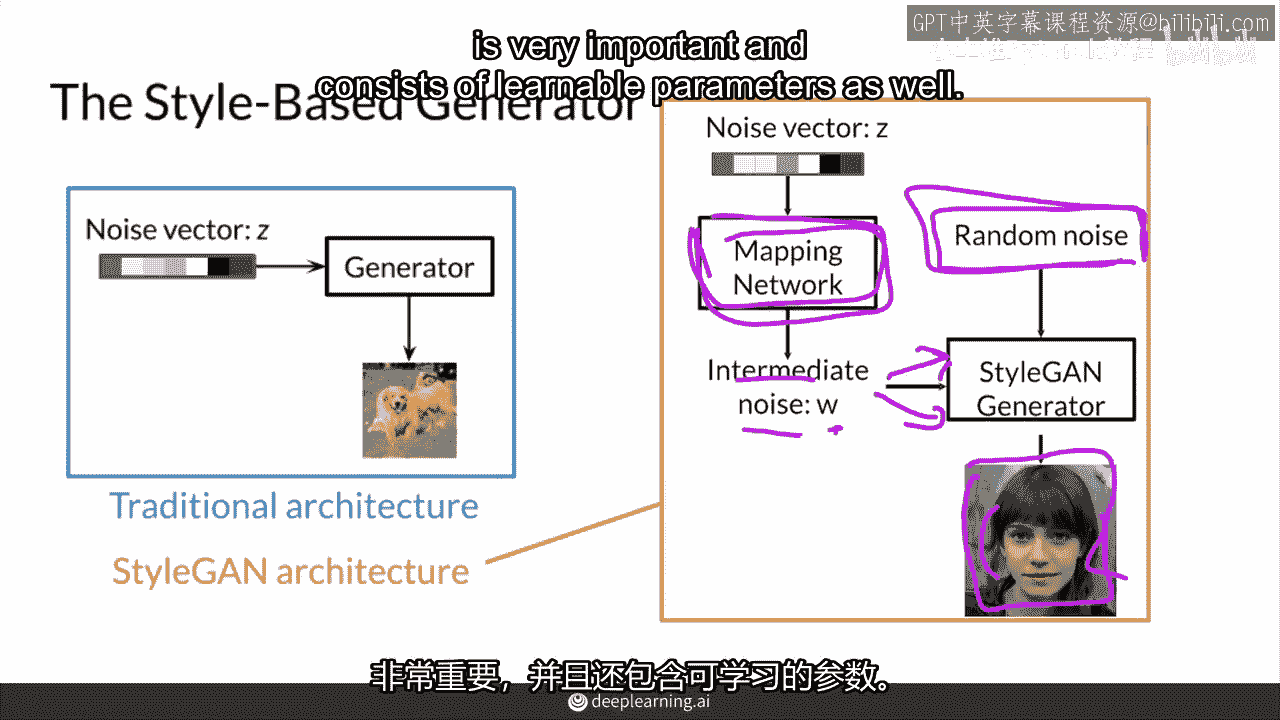 GPT中英字幕课程资源@bilibili.com
is very important and
consists of learnable parameters as well.
The Style-Based Generator
Noise vector: z
Generator
Traditional architecture
StyleGAN architecture
Noise vector: z
Mapping
Network
Random noise
Intermediate
noise: w
StyleGAN
Generator
非常重要，并且还包含可学习的参数。
deeplearning.ai